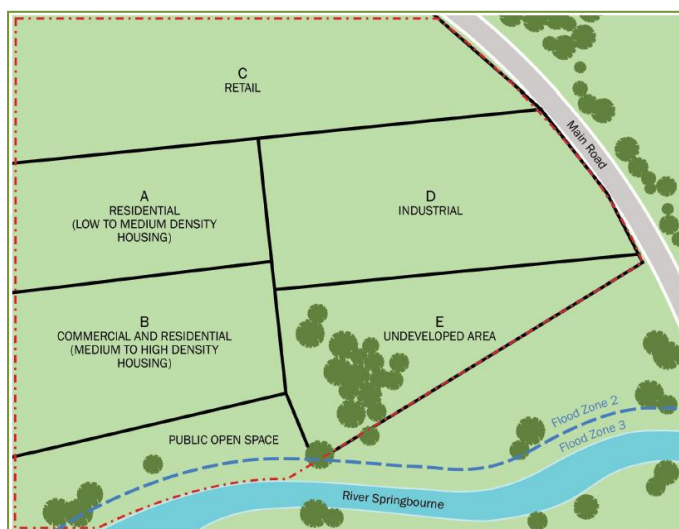 C
RETAIL
Main Road
A
RESIDENTIAL
(LOW TO MEDIUM DENSITY
HOUSING)
D
INDUSTRIAL
B
COMMERCIAL AND RESIDENTIAL
(MEDIUM TO HIGH DENSITY
HOUSING)
E
UNDEVELOPED AREA
PUBLIC OPEN SPACE
Flood Zone 2
Flood Zone 3
River Springbourne